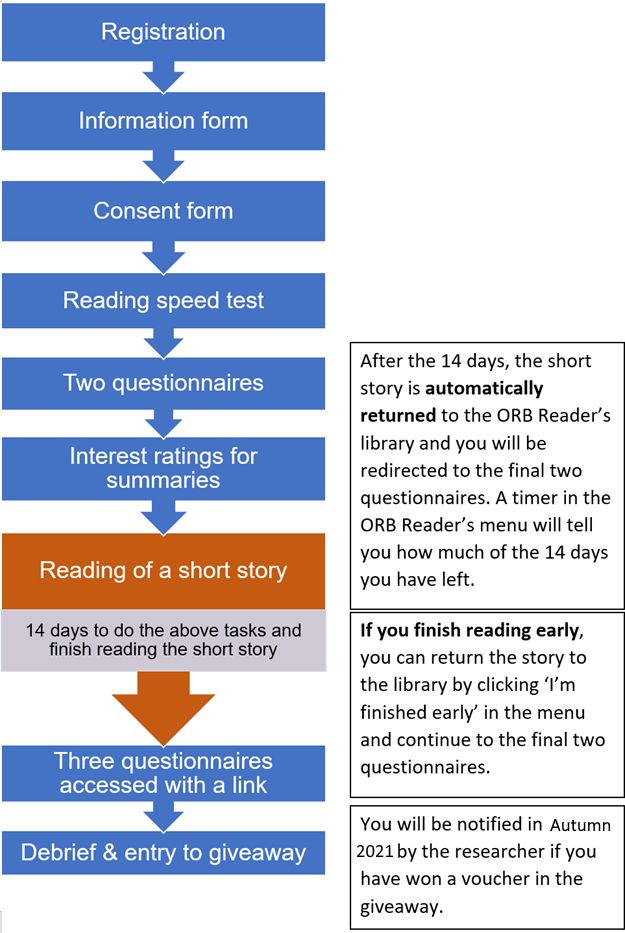 Registration
Information form
Consent form
Reading speed test
Two questionnaires
Interest ratings for
summaries
Reading of a short story
14 days to do the above tasks and
finish reading the short story
Three questionnaires
accessed with a link
Debrief & entry to giveaway
After the 14 days, the short
story is automatically
returned to the ORB Reader’s
library and you will be
redirected to the final two
questionnaires. A timer in the
ORB Reader’s menu will tell
you how much of the 14 days
you have left.
If you finish reading early,
you can return the story to
the library by clicking ‘I’m
finished early’ in the menu
and continue to the final two
questionnaires.
You will be notified in Autumn
2021 by the researcher if you
have won a voucher in the
giveaway.